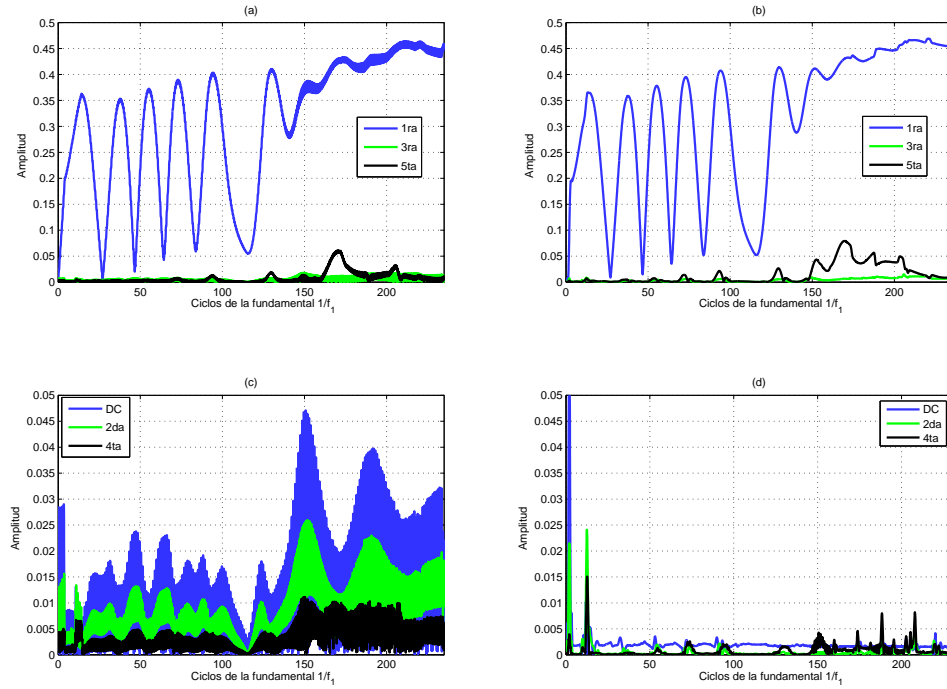 (a)
0.5
0.45
0.4
0.35
0.3
0.25
0.2
0.15
0.1
0.05
0
Amplitud
1ra
3ra
5ta
0
50
100
150
200
Ciclos de la fundamental 1/f1
(b)
0.5
0.45
0.4
0.35
0.3
0.25
0.2
0.15
0.1
0.05
0
Amplitud
1ra
3ra
5ta
0
50
100
150
200
Ciclos de la fundamental 1/f1
(c)
0.05
0.045
0.04
0.035
0.03
0.025
0.02
0.015
0.01
0.005
0
Amplitud
DC
2da
4ta
0
50
100
150
200
Ciclos de la fundamental 1/f1
(d)
0.05
0.045
0.04
0.035
0.03
0.025
0.02
0.015
0.01
0.005
0
Amplitud
DC
2da
4ta
0
50
100
150
200
Ciclos de la fundamental 1/f1